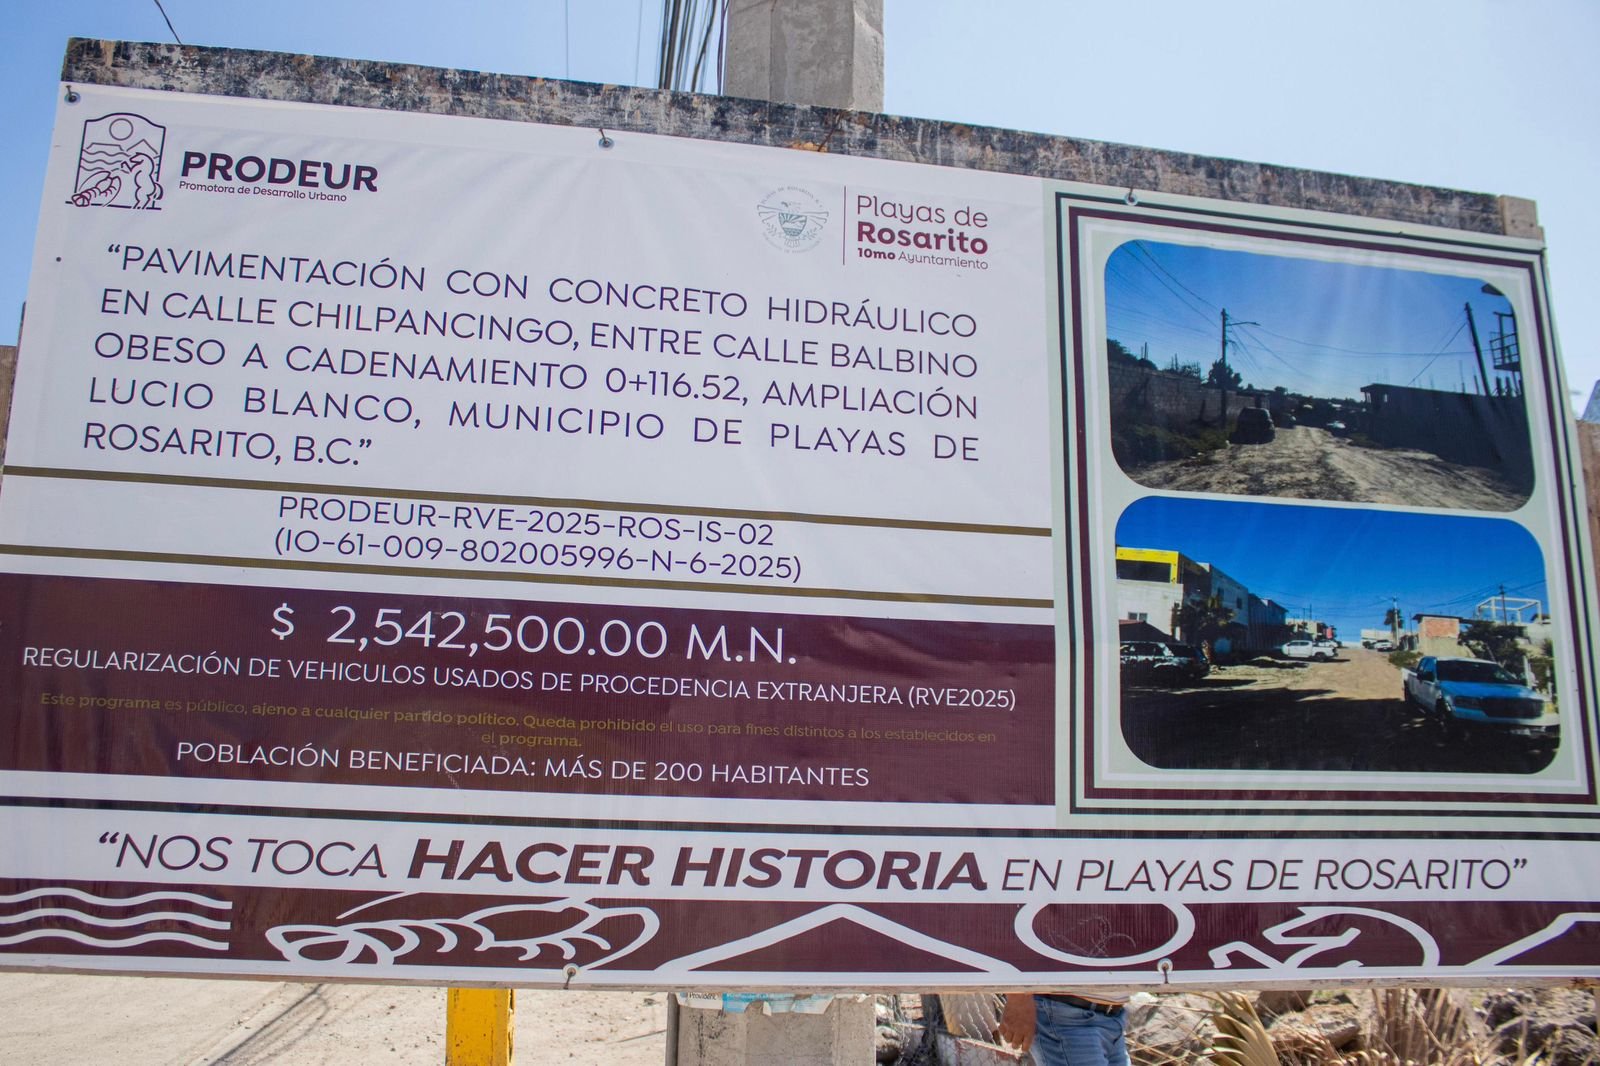 PRODEUR
Promotora de Desarrollo Urbano
Playas de
Rosarito
10mo Ayuntamiento
“PAVIMENTACIÓN CON CONCRETO HIDRÁULICO
EN CALLE CHILPANCINGO, ENTRE CALLE BALBINO
OBESO A CADENAMIENTO 0+116.52, AMPLIACIÓN
LUCIO BLANCO, MUNICIPIO DE PLAYAS DE
ROSARITO, B.C.”
PRODEUR-RVE-2025-ROS-IS-02
(IO-61-009-802005996-N-6-2025)
$ 2,542,500.00 M.N.
REGULARIZACIÓN DE VEHICULOS USADOS DE PROCEDENCIA EXTRANJERA (RVE2025)
Este programa es público, ajeno a cualquier partido político. Queda prohibido el uso para fines distintos a los establecidos en
el programa.
POBLACIÓN BENEFICIADA: MÁS DE 200 HABITANTES
“NOS TOCA HACER HISTORIA EN PLAYAS DE ROSARITO”